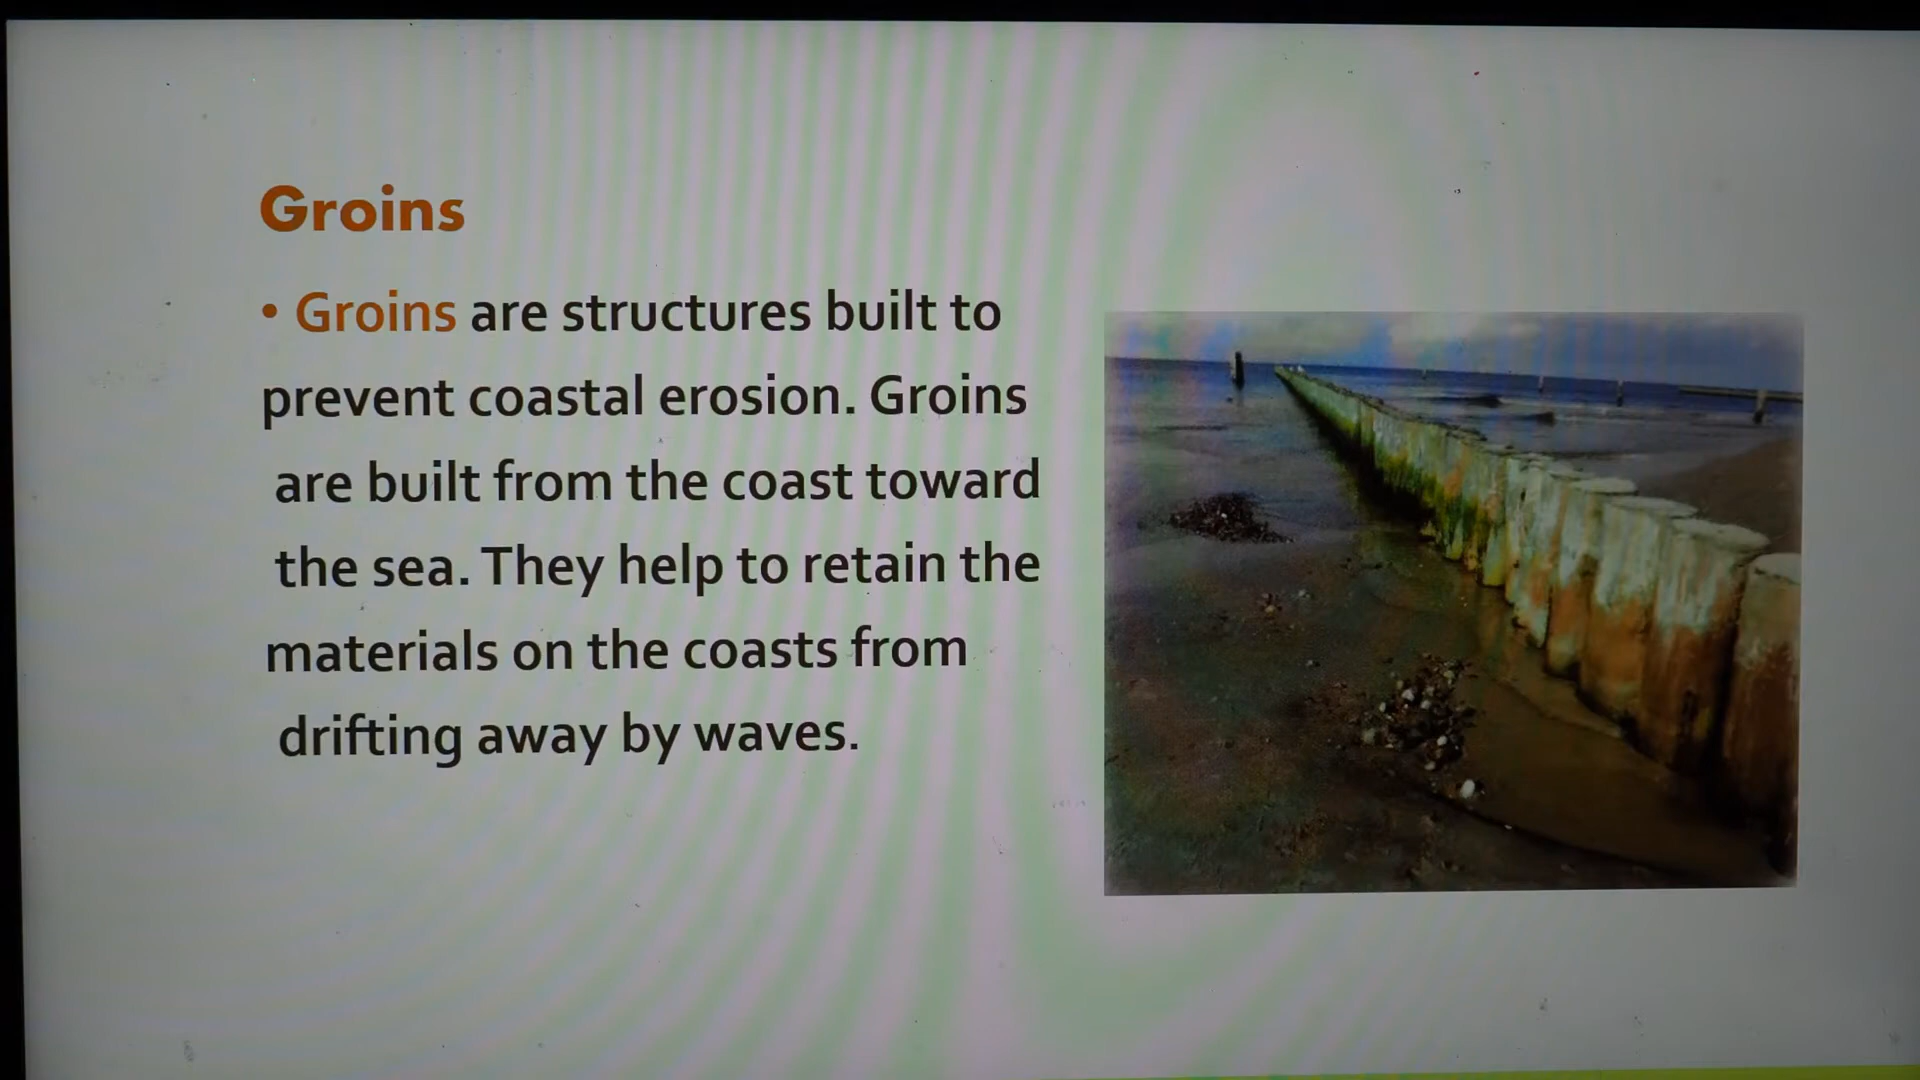 Groins
• Groins are structures built to
prevent coastal erosion. Groins
are built from the coast toward
the sea. They help to retain the
materials on the coasts from
drifting away by waves.